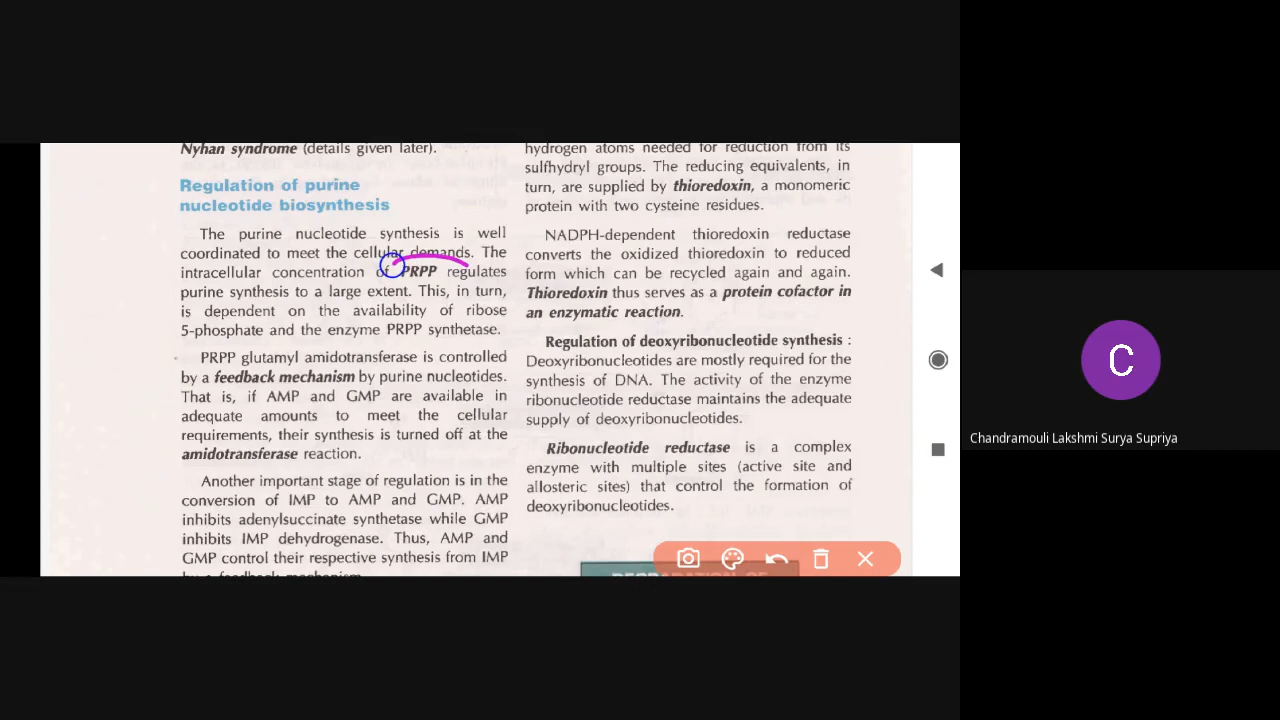 Nyhan syndrome (details given later).
Regulation of purine
nucleotide biosynthesis
The purine nucleotide synthesis is well
coordinated to meet the cellular demands. The
intracellular concentration of PRPP regulates
purine synthesis to a large extent. This, in turn,
is dependent on the availability of ribose
5-phosphate and the enzyme PRPP synthetase.
PRPP glutamyl amidotransferase is controlled
by a feedback mechanism by purine nucleotides.
That is, if AMP and GMP are available in
adequate amounts to meet the cellular
requirements, their synthesis is turned off at the
amidotransferase reaction.
Another important stage of regulation is in the
conversion of IMP to AMP and GMP. AMP
inhibits adenylsuccinate synthetase while GMP
inhibits IMP dehydrogenase. Thus, AMP and
GMP control their respective synthesis from IMP
by a feedback mechanism.
hydrogen atoms needed for reduction from its
sulfhydryl groups. The reducing equivalents, in
turn, are supplied by thioredoxin, a monomeric
protein with two cysteine residues.
NADPH-dependent thioredoxin reductase
converts the oxidized thioredoxin to reduced
form which can be recycled again and again.
Thioredoxin thus serves as a protein cofactor in
an enzymatic reaction.
Regulation of deoxyribonucleotide synthesis :
Deoxyribonucleotides are mostly required for the
synthesis of DNA. The activity of the enzyme
ribonucleotide reductase maintains the adequate
supply of deoxyribonucleotides.
Ribonucleotide reductase is a complex
enzyme with multiple sites (active site and
allosteric sites) that control the formation of
deoxyribonucleotides.
DEGRADATION OF
C
Chandramouli Lakshmi Surya Supriya